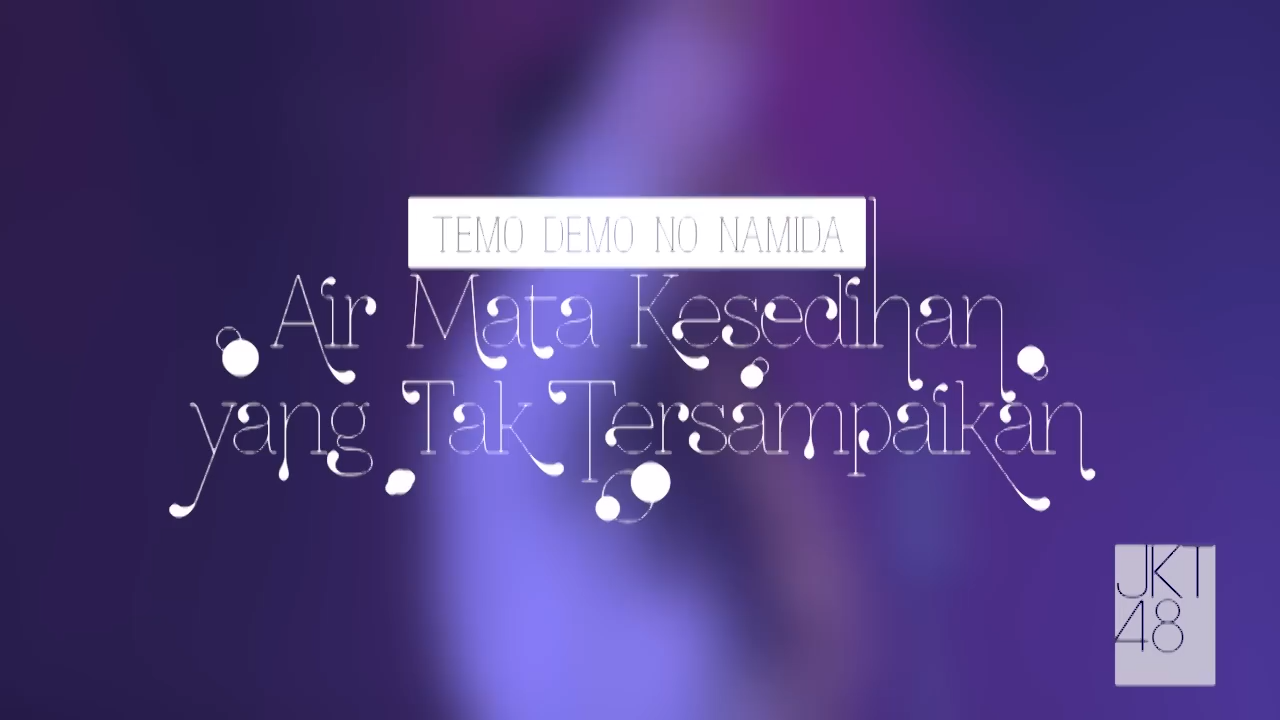 TEMO DEMO NO NAMIDA
Air Mata Kesedihan
yang Tak Tersampaikan
JKT
48